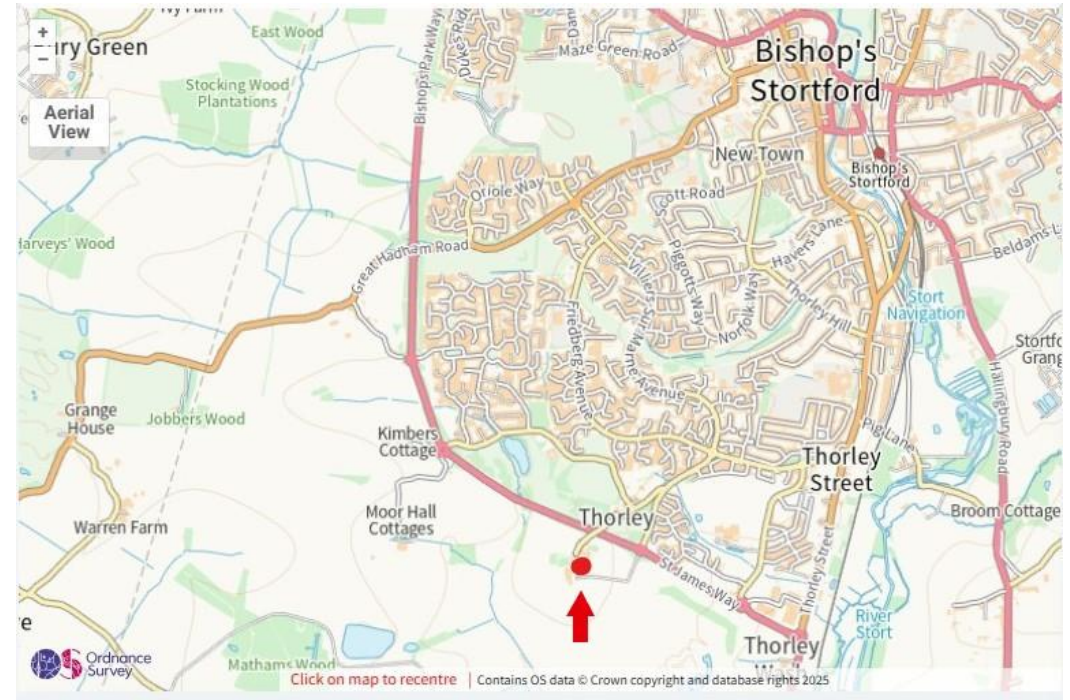 East Wood
ury Green
Stocking Wood
Plantations
+
−
Aerial
View
Bishops Park Way
Maze Green Road
Bishop's
Stortford
New Town
Bishop's
Stortford
Oriole Way
Scott Road
Harveys' Wood
Great Hadham Road
Havers Lane
Villiers-Sur-Marne Avenue
Piggotts Way
Norfolk Way
Thorley Hill
Friedberg Avenue
Stort
Navigation
Hallingbury Road
Grange
House
Jobbers Wood
Kimbers
Cottage
Pig Lane
Thorley
Street
Warren Farm
Moor Hall
Cottages
Thorley
Broom Cottage
St James Way
Thorley Street
River
Stort
Thorley
Mathams Wood
Ordnance
Survey
Click on map to recentre | Contains OS data © Crown copyright and database rights 2025